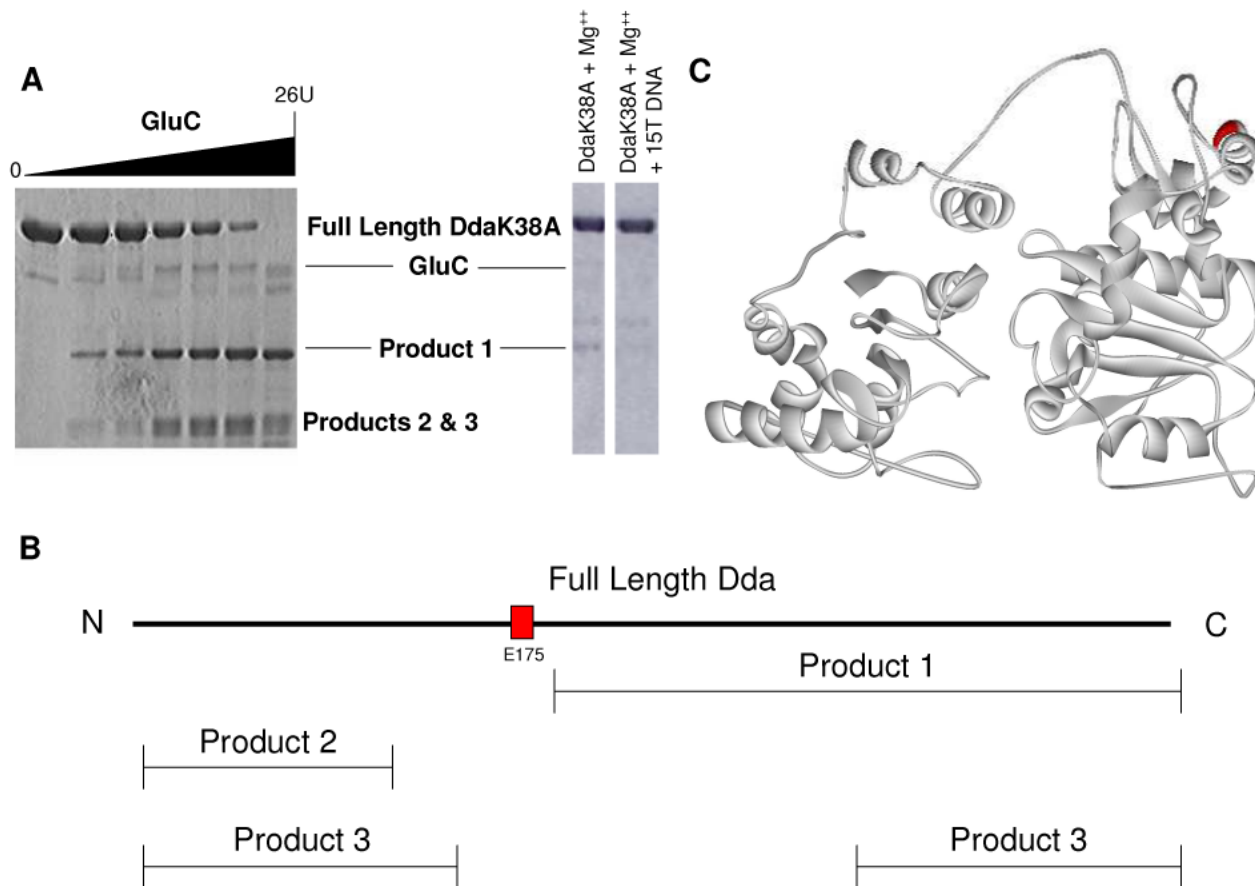 A
GluC
26U
0
Full Length DdaK38A
GluC
Product 1
Products 2 & 3
DdaK38A + Mg⁺⁺
DdaK38A + Mg⁺⁺
+ 15T DNA
C
B
Full Length Dda
N
C
E175
Product 1
Product 2
Product 3
Product 3